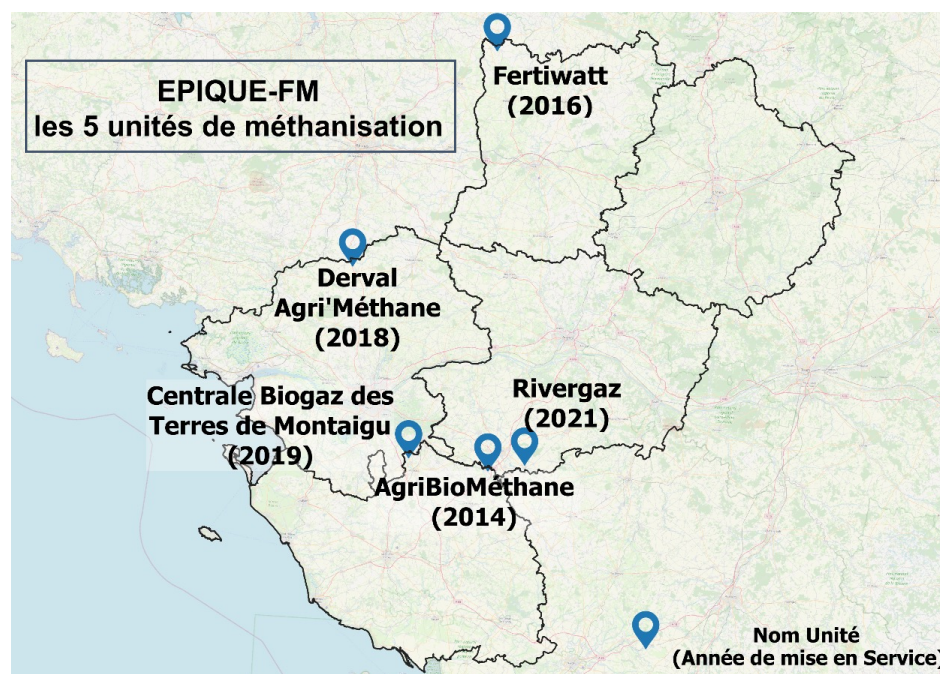 EPIQUE-FM
les 5 unités de méthanisation
Fertiwatt
(2016)
Derval
Agri'Méthane
(2018)
Centrale Biogaz des
Terres de Montaigu
(2019)
Rivergaz
(2021)
AgriBioMéthane
(2014)
Nom Unité
(Année de mise en Service)